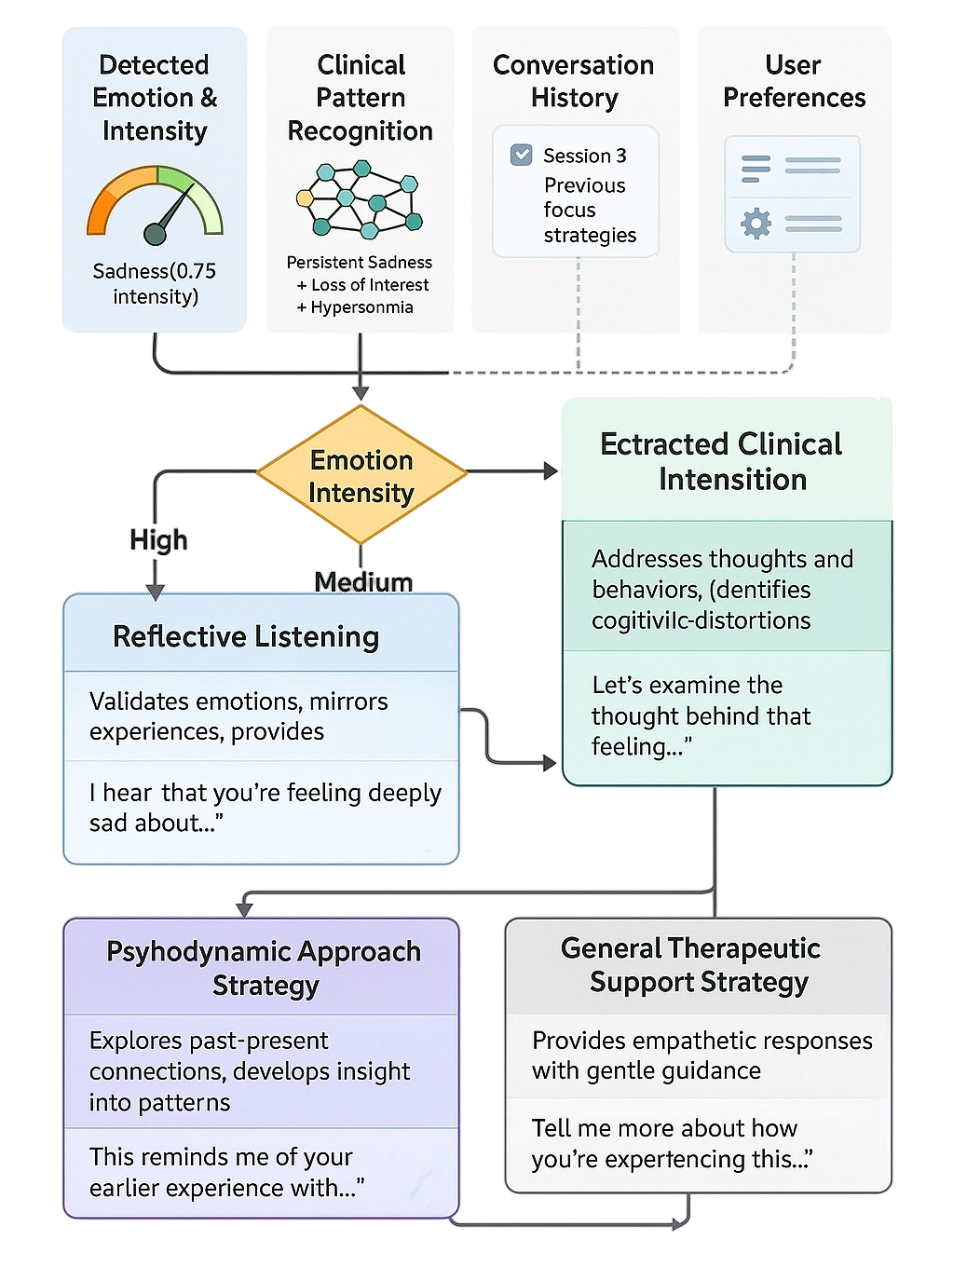 Detected
Emotion &
Intensity
Sadness(0.75
intensity)
Clinical
Pattern
Recognition
Persistent Sadness
+ Loss of Interest
+ Hypersonmia
Conversation
History
Session 3
Previous
focus
strategies
User
Preferences
Emotion
Intensity
High
Medium
Ectracted Clinical
Intensition
Addresses thoughts and
behaviors, (dentifies
cogitivilc-distortions
Let's examine the
thought behind that
feeling..."
Reflective Listening
Validates emotions, mirrors
experiences, provides
I hear that you're feeling deeply
sad about..."
Psyhodynamic Approach
Strategy
Explores past-present
connections, develops insight
into patterns
This reminds me of your
earlier experience with..."
General Therapeutic
Support Strategy
Provides empathetic responses
with gentle guidance
Tell me more about how
you're expertencing this..."